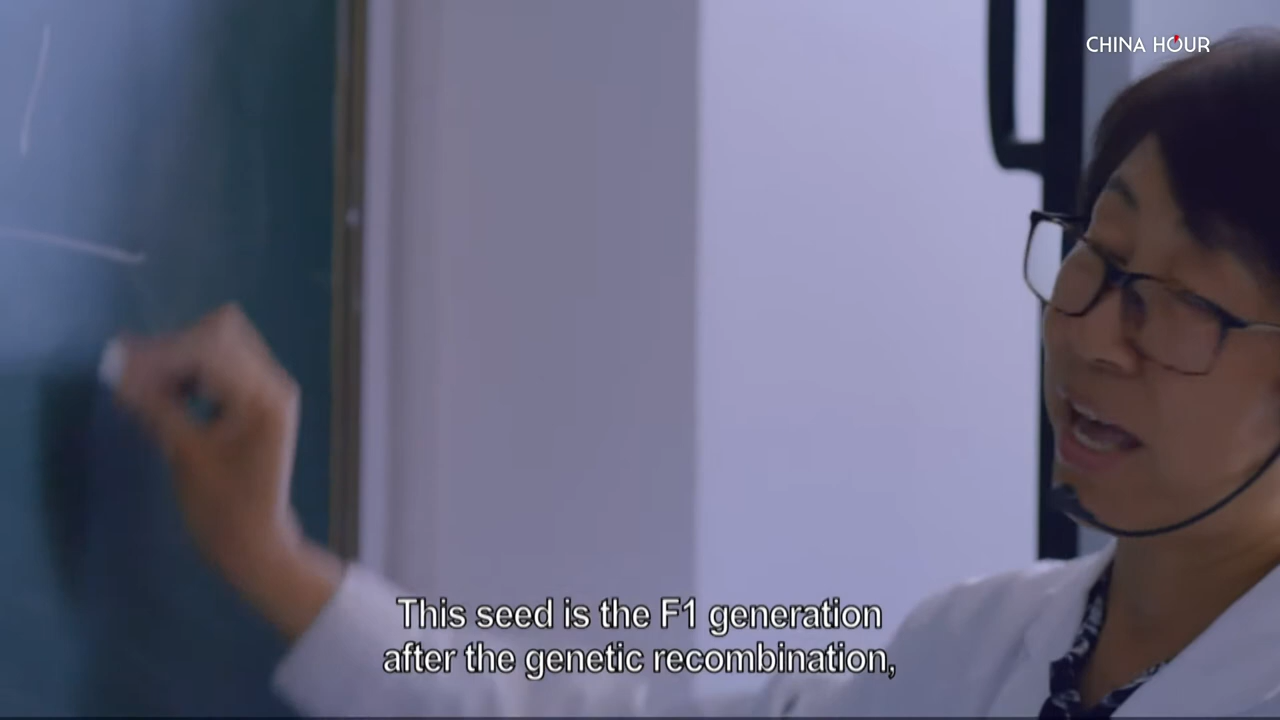 CHINA HOUR
This seed is the F1 generation
after the genetic recombination,